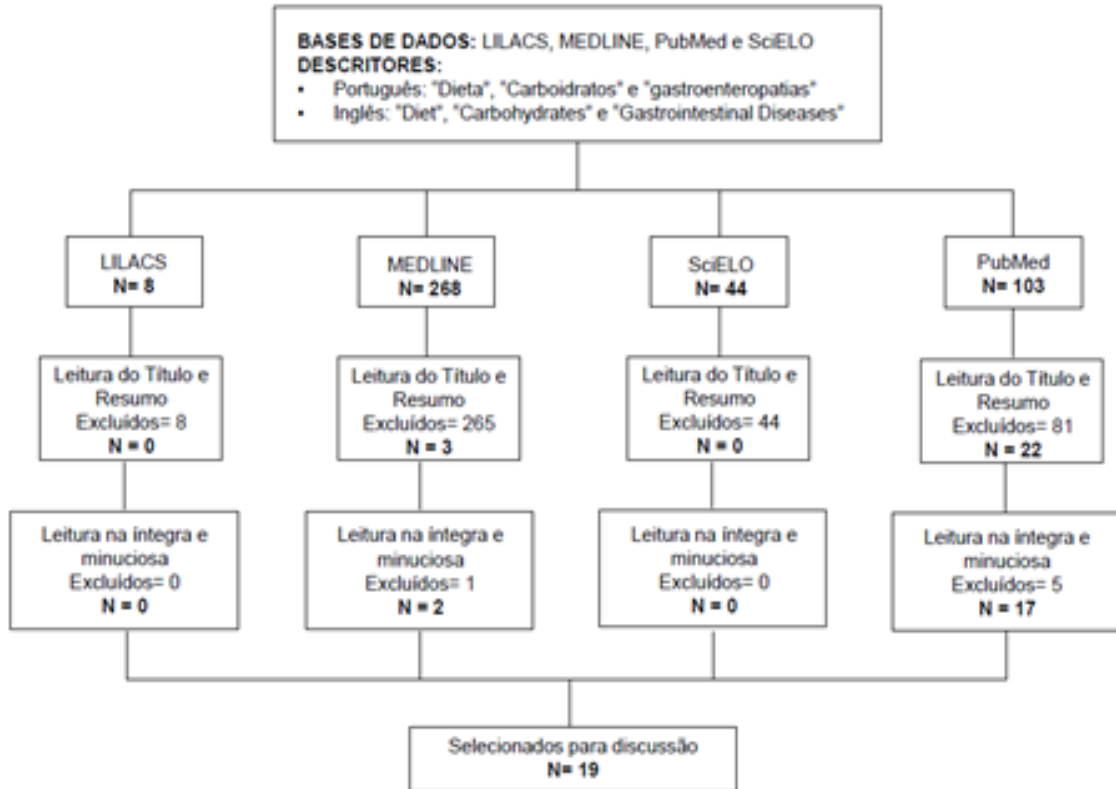 BASES DE DADOS: LILACS, MEDLINE, PubMed e SciELO
DESCRITORES:
• Português: "Dieta", "Carboidratos" e "gastroenteropatias"
• Inglês: "Diet", "Carbohydrates" e "Gastrointestinal Diseases"
LILACS
N= 8
MEDLINE
N= 268
SciELO
N= 44
PubMed
N= 103
Leitura do Título e
Resumo
Excluídos= 8
N = 0
Leitura do Título e
Resumo
Excluídos= 265
N = 3
Leitura do Título e
Resumo
Excluídos= 44
N = 0
Leitura do Título e
Resumo
Excluídos= 81
N = 22
Leitura na íntegra e
minuciosa
Excluídos= 0
N = 0
Leitura na íntegra e
minuciosa
Excluídos= 1
N = 2
Leitura na íntegra e
minuciosa
Excluídos= 0
N = 0
Leitura na íntegra e
minuciosa
Excluídos= 5
N = 17
Selecionados para discussão
N= 19